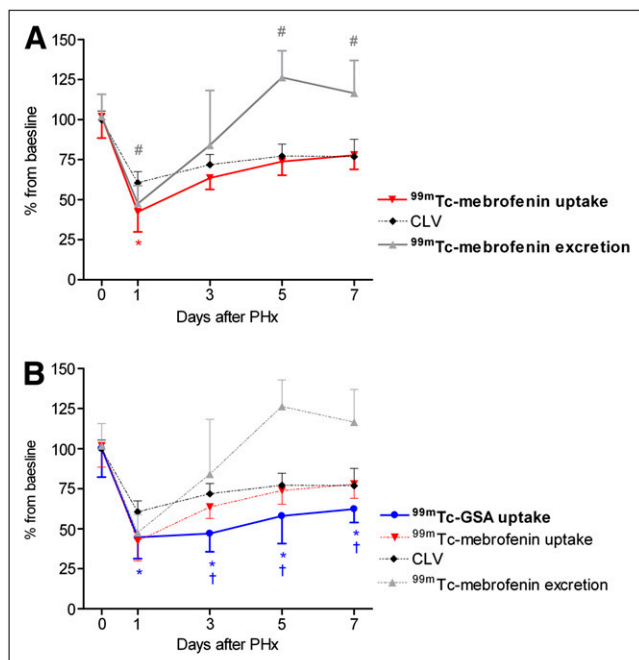 A
150
#
#
125
100
#
75
50
25
0
*
% from baesline
0 1 3 5 7
Days after PHx
99mTc-mebrofenin uptake
CLV
99mTc-mebrofenin excretion
B
150
125
100
75
50
25
0
* * * *
† † †
% from baesline
0 1 3 5 7
Days after PHx
99mTc-GSA uptake
99mTc-mebrofenin uptake
CLV
99mTc-mebrofenin excretion